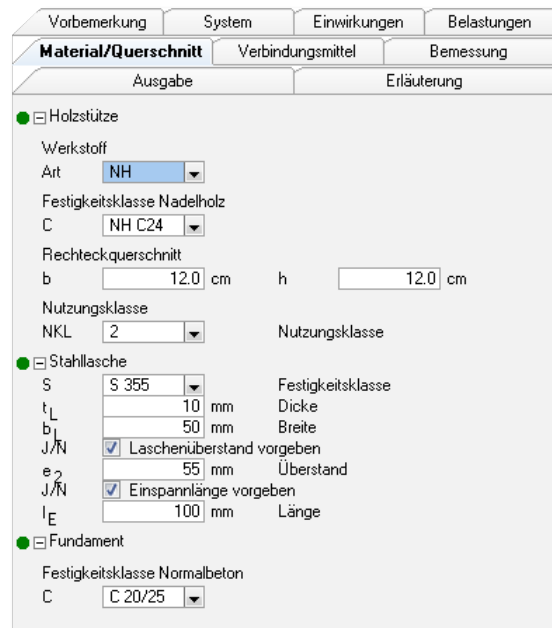 Vorbemerkung System Einwirkungen Belastungen
Material/Querschnitt Verbindungsmittel Bemessung
Ausgabe Erläuterung
Holzstütze
Werkstoff
Art NH
Festigkeitsklasse Nadelholz
C NH C24
Rechteckquerschnitt
b 12.0 cm h 12.0 cm
Nutzungsklasse
NKL 2 Nutzungsklasse
Stahllasche
S S 355 Festigkeitsklasse
tL 10 mm Dicke
bL 50 mm Breite
J/N Laschenüberstand vorgeben
e2 55 mm Überstand
J/N Einspannlänge vorgeben
lE 100 mm Länge
Fundament
Festigkeitsklasse Normalbeton
C C 20/25